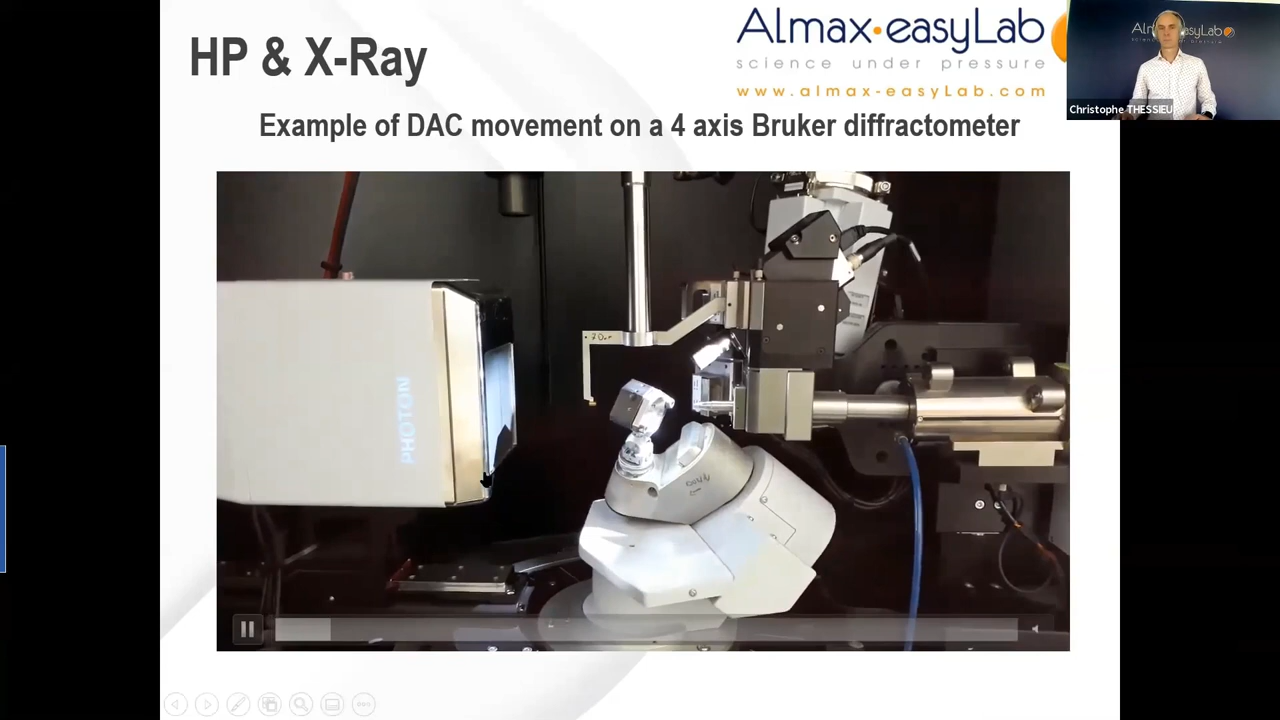 HP & X-Ray
Almax·easyLab
science under pressure
www.almax-easyLab.com
Christophe THESSIEU
Example of DAC movement on a 4 axis Bruker diffractometer
PHOTON